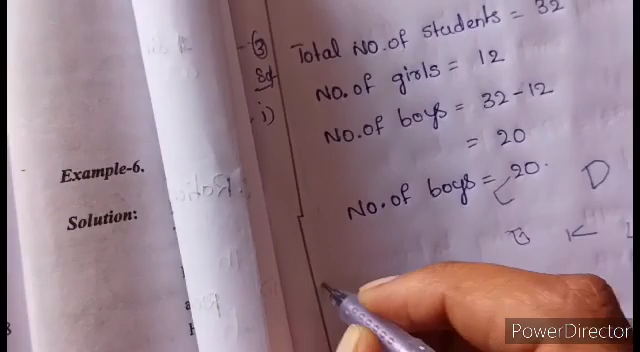 (3) Total No. of students = 32
Sol
No. of girls = 12
i)
No. of boys = 32-12
= 20
No. of boys = 20.
D
B K
Example-6.
Solution:
PowerDirector